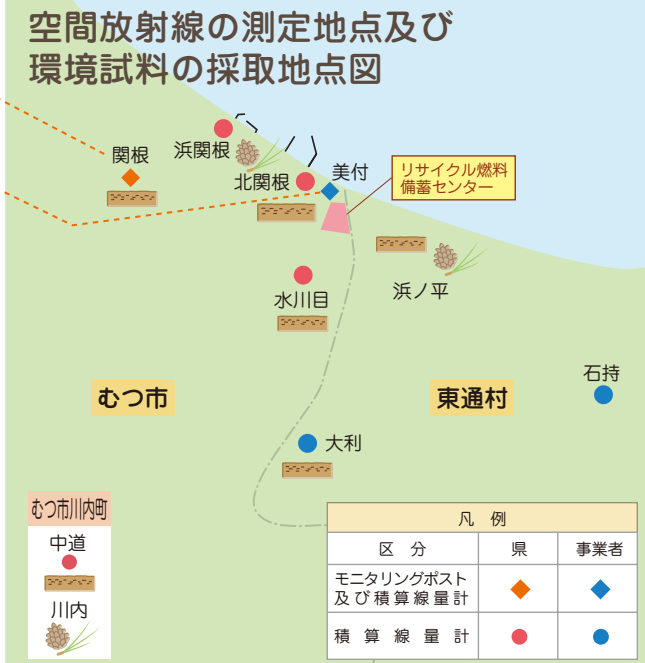 空間放射線の測定地点及び
環境試料の採取地点図
関根
浜関根
北関根
美付
リサイクル燃料
備蓄センター
水川目
浜ノ平
むつ市
東通村
石持
大利
むつ市川内町
中道
川内
凡 例
区 分 県 事業者
モニタリングポスト
及び積算線量計
積算線量計